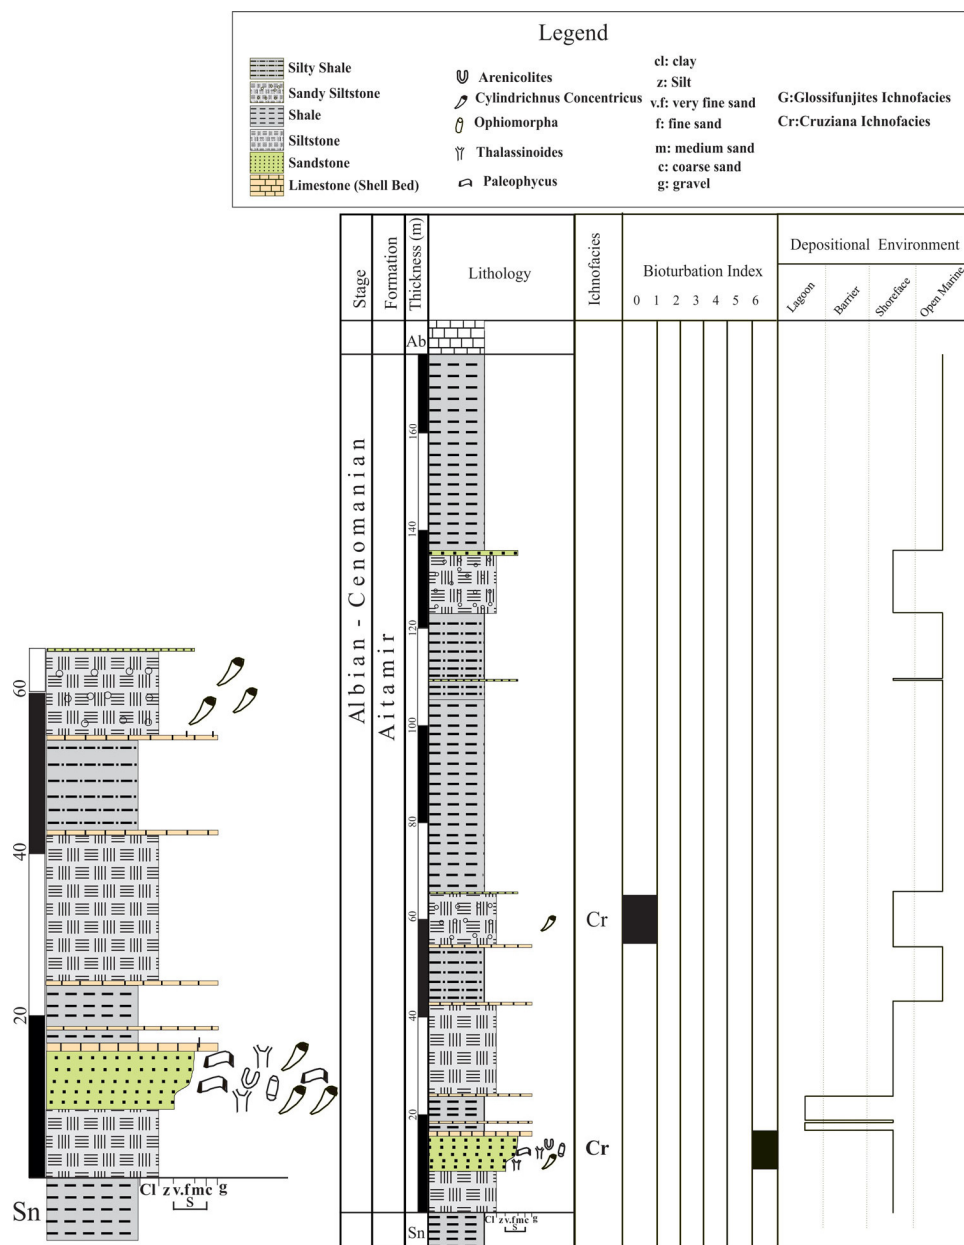 Legend
Silty Shale
Sandy Siltstone
Shale
Siltstone
Sandstone
Limestone (Shell Bed)
Arenicolites
Cylindrichnus Concentricus
Ophiomorpha
Thalassinoides
Paleophycus
cl: clay
z: Silt
v.f: very fine sand
f: fine sand
m: medium sand
c: coarse sand
g: gravel
G:Glossifunjites Ichnofacies
Cr:Cruziana Ichnofacies
Stage
Formation
Thickness (m)
Lithology
Ichnofacies
Bioturbation Index
0 1 2 3 4 5 6
Depositional Environment
Lagoon
Barrier
Shoreface
Open Marine
Albian - Cenomanian
Aitamir
Ab
160
140
120
100
80
60
40
20
Sn
Cl z v.f m c g
S
Cr
Cr
60
40
20
Sn
Cl z v.f m c g
S